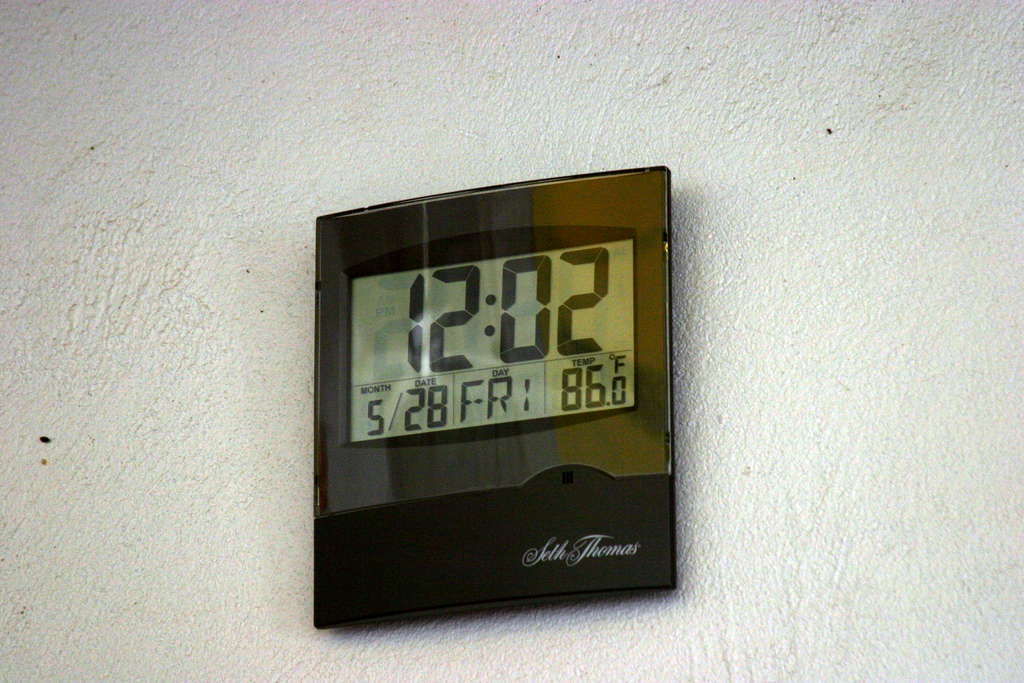 PM
12:02
MONTH DATE DAY TEMP
5/28 FRI 86.0 °F
Seth Thomas